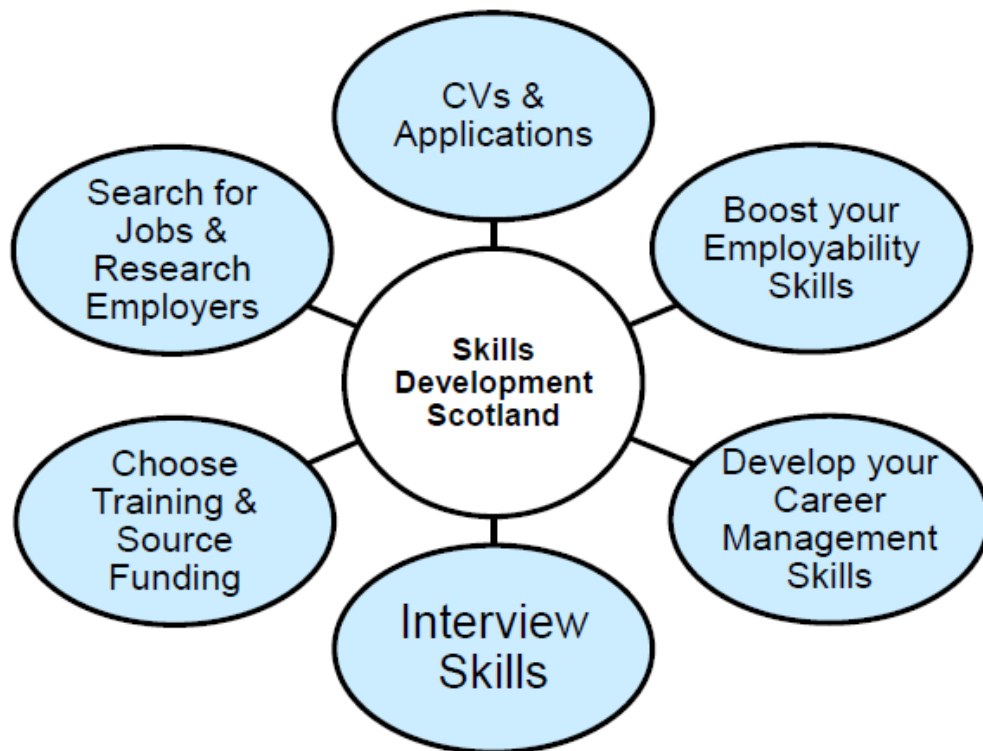 CVs &
Applications
Search for
Jobs &
Research
Employers
Boost your
Employability
Skills
Skills
Development
Scotland
Choose
Training &
Source
Funding
Develop your
Career
Management
Skills
Interview
Skills